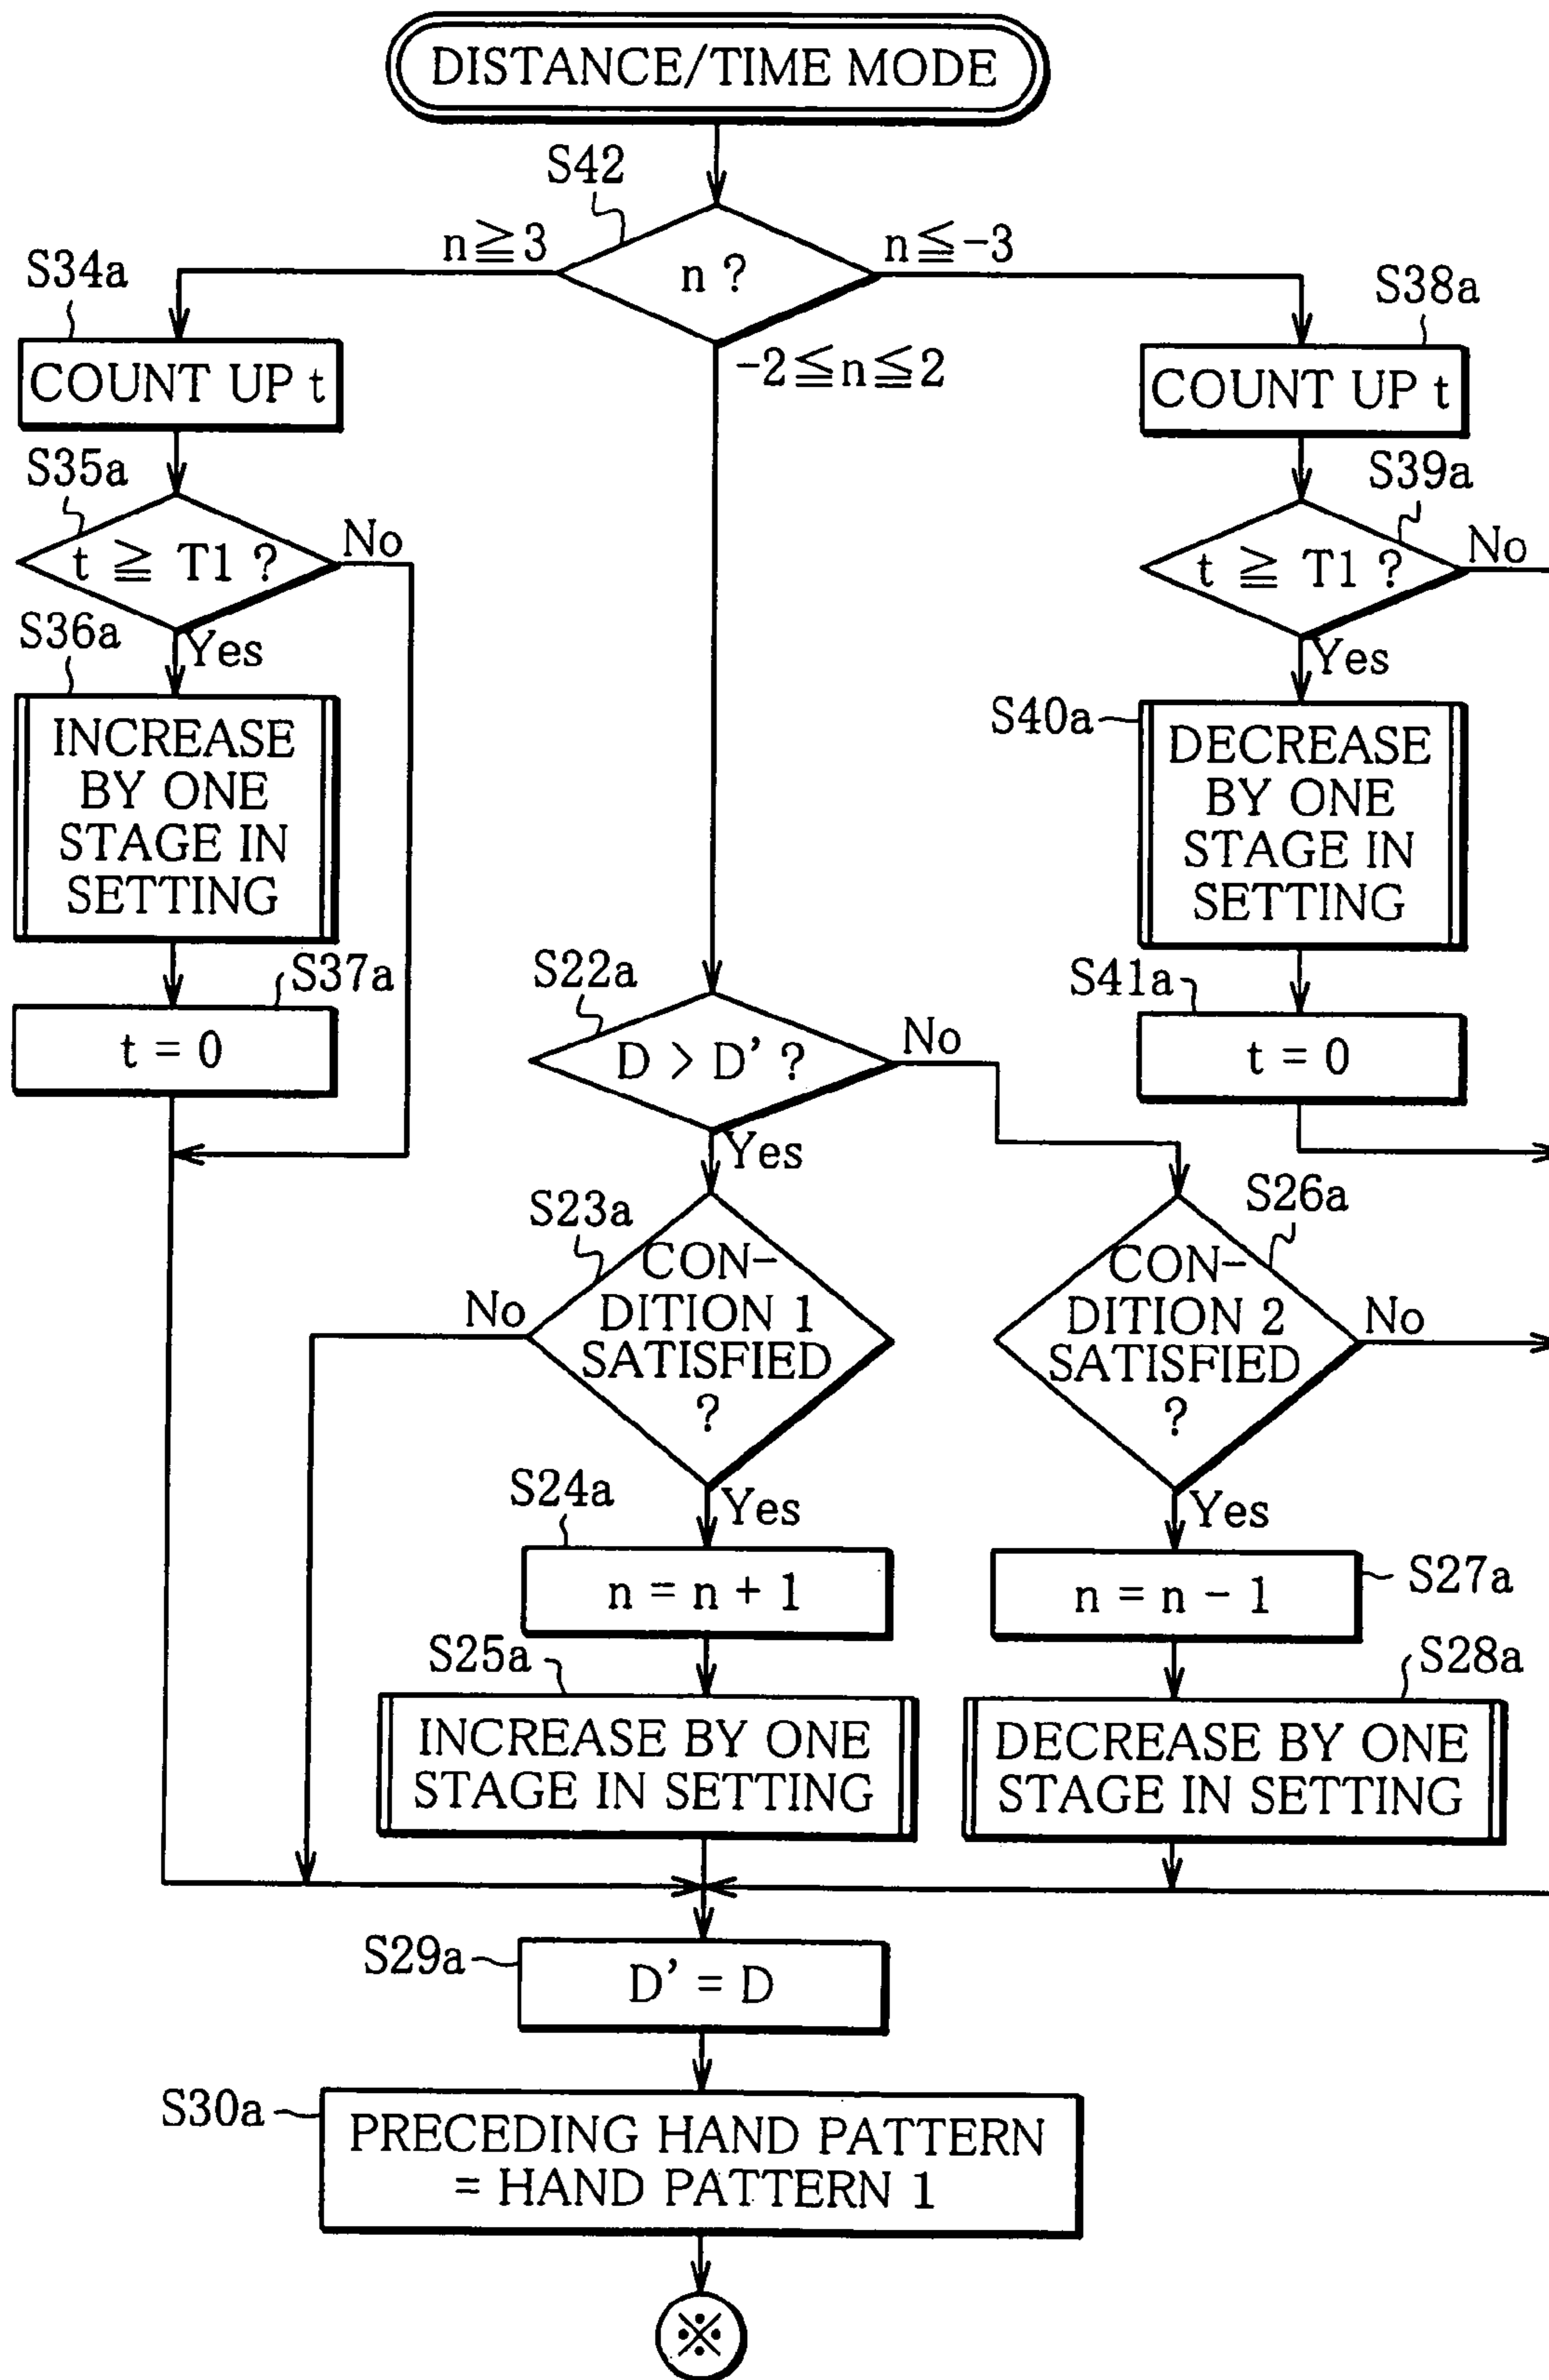 DISTANCE/TIME MODE
S42
n≧3
n ?
n≦-3
-2≦n≦2
S34a
COUNT UP t
S35a
t ≧ T1 ?
No
Yes
S36a
INCREASE
BY ONE
STAGE IN
SETTING
S37a
t = 0
S38a
COUNT UP t
S39a
t ≧ T1 ?
No
Yes
S40a
DECREASE
BY ONE
STAGE IN
SETTING
S41a
t = 0
S22a
D > D' ?
No
Yes
S23a
CON-
DITION 1
SATISFIED
?
No
Yes
S24a
n = n + 1
S25a
INCREASE BY ONE
STAGE IN SETTING
S26a
CON-
DITION 2
SATISFIED
?
No
Yes
S27a
n = n - 1
S28a
DECREASE BY ONE
STAGE IN SETTING
S29a
D' = D
S30a
PRECEDING HAND PATTERN
= HAND PATTERN 1
※